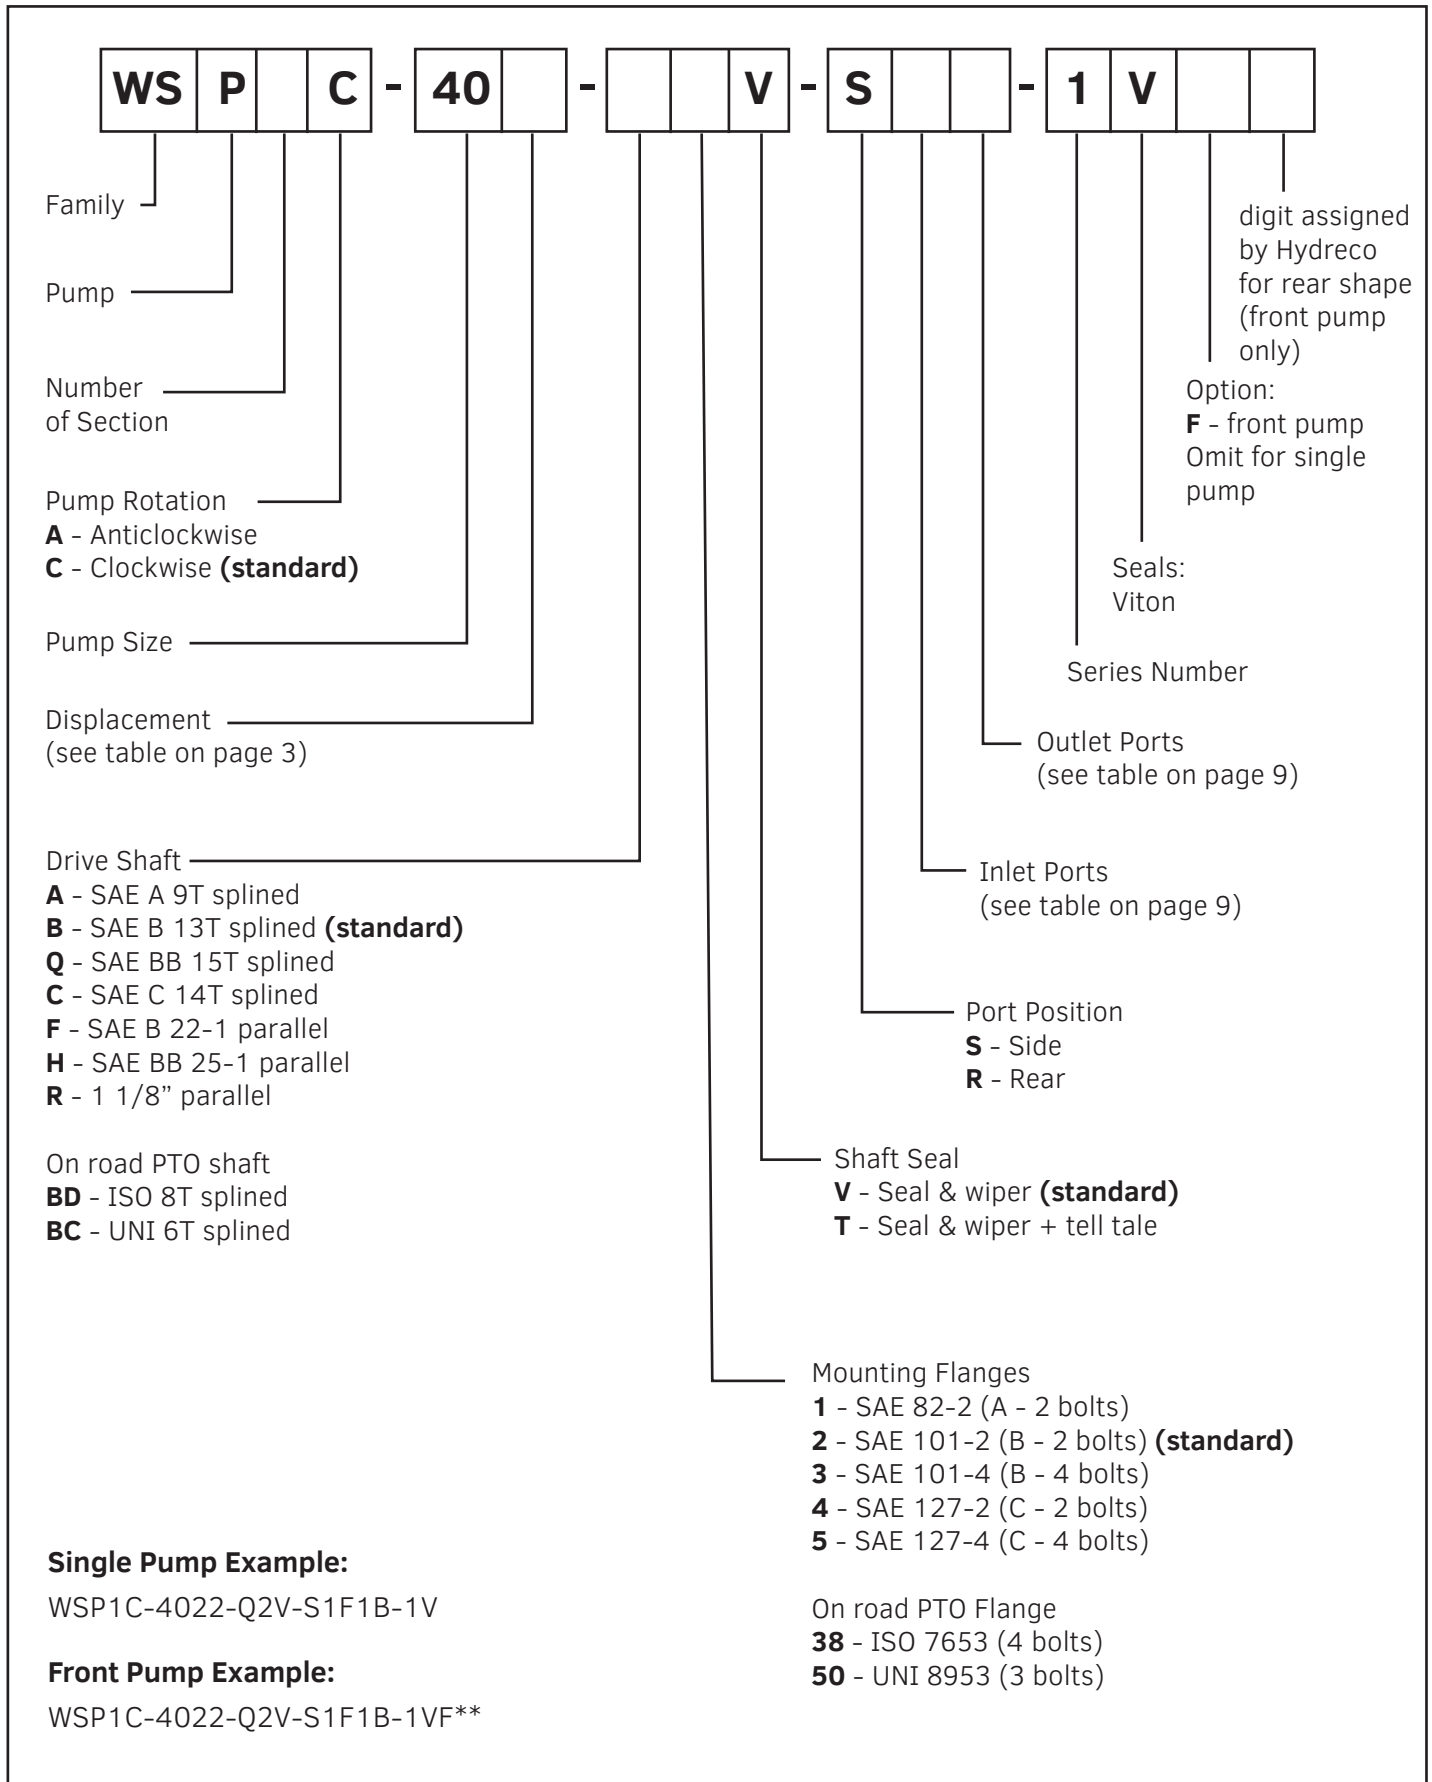 WS P C - 40 - V - S - 1 V
Family
Pump
Number
of Section
Pump Rotation
A - Anticlockwise
C - Clockwise (standard)
Pump Size
Displacement
(see table on page 3)
Drive Shaft
A - SAE A 9T splined
B - SAE B 13T splined (standard)
Q - SAE BB 15T splined
C - SAE C 14T splined
F - SAE B 22-1 parallel
H - SAE BB 25-1 parallel
R - 1 1/8” parallel
On road PTO shaft
BD - ISO 8T splined
BC - UNI 6T splined
digit assigned
by Hydreco
for rear shape
(front pump
only)
Option:
F - front pump
Omit for single
pump
Seals:
Viton
Series Number
Outlet Ports
(see table on page 9)
Inlet Ports
(see table on page 9)
Port Position
S - Side
R - Rear
Shaft Seal
V - Seal & wiper (standard)
T - Seal & wiper + tell tale
Mounting Flanges
1 - SAE 82-2 (A - 2 bolts)
2 - SAE 101-2 (B - 2 bolts) (standard)
3 - SAE 101-4 (B - 4 bolts)
4 - SAE 127-2 (C - 2 bolts)
5 - SAE 127-4 (C - 4 bolts)
On road PTO Flange
38 - ISO 7653 (4 bolts)
50 - UNI 8953 (3 bolts)
Single Pump Example:
WSP1C-4022-Q2V-S1F1B-1V
Front Pump Example:
WSP1C-4022-Q2V-S1F1B-1VF**